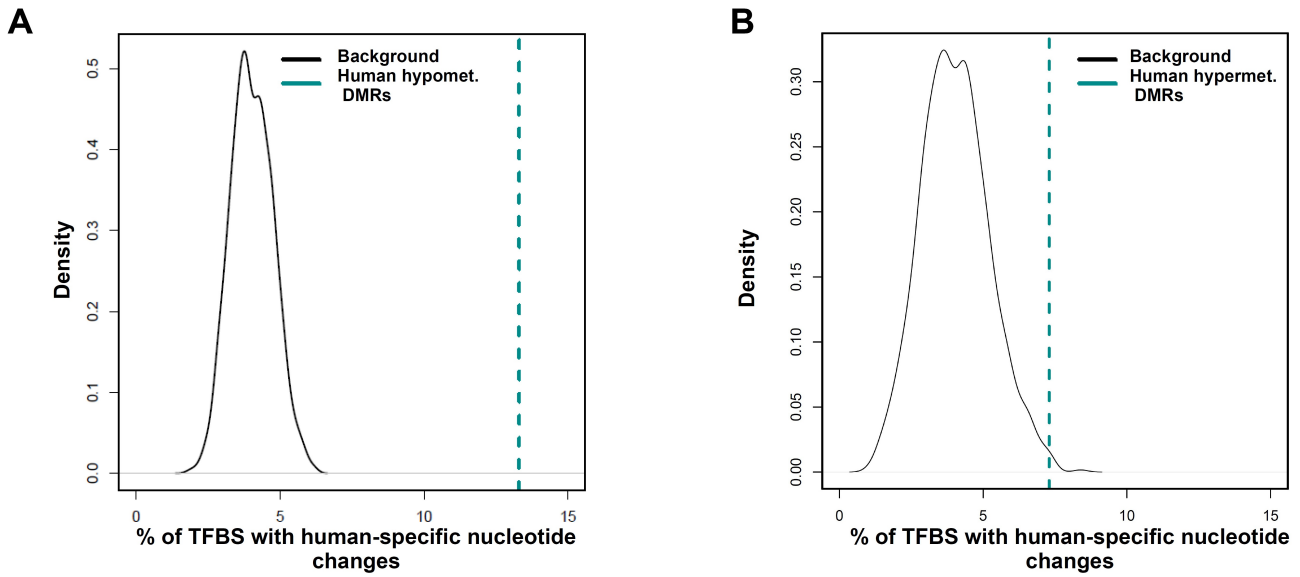 A
Background
Human hypomet.
DMRs
Density
0.0
0.1
0.2
0.3
0.4
0.5
0
5
10
15
% of TFBS with human-specific nucleotide
changes
B
Background
Human hypermet.
DMRs
Density
0.00
0.05
0.10
0.15
0.20
0.25
0.30
0
5
10
15
% of TFBS with human-specific nucleotide
changes